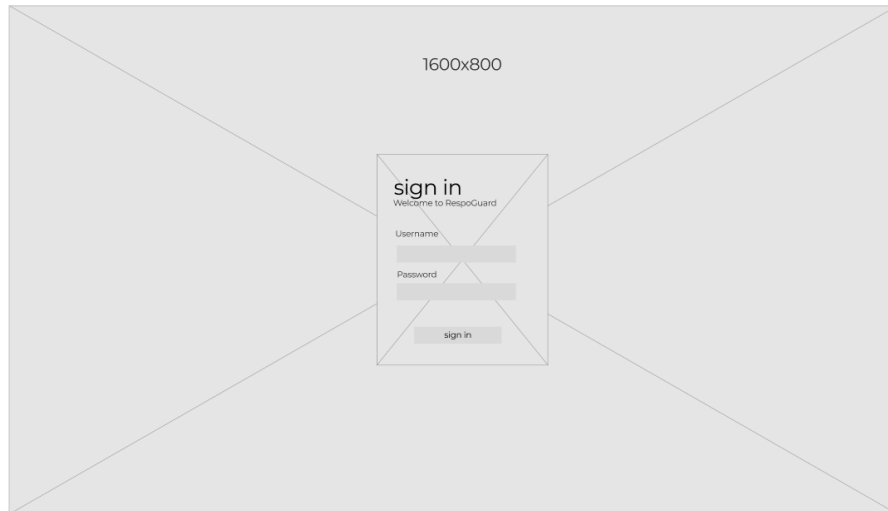 1600x800
sign in
Welcome to RespoGuard
Username
Password
sign in